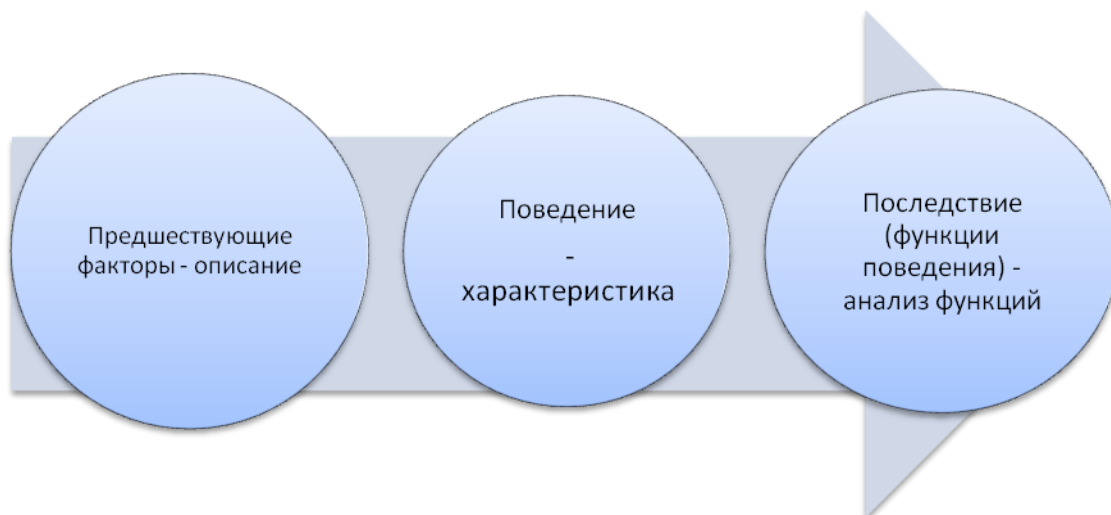 Предшествующие
факторы - описание
Поведение
-
характеристика
Последствие
(функции
поведения) -
анализ функций